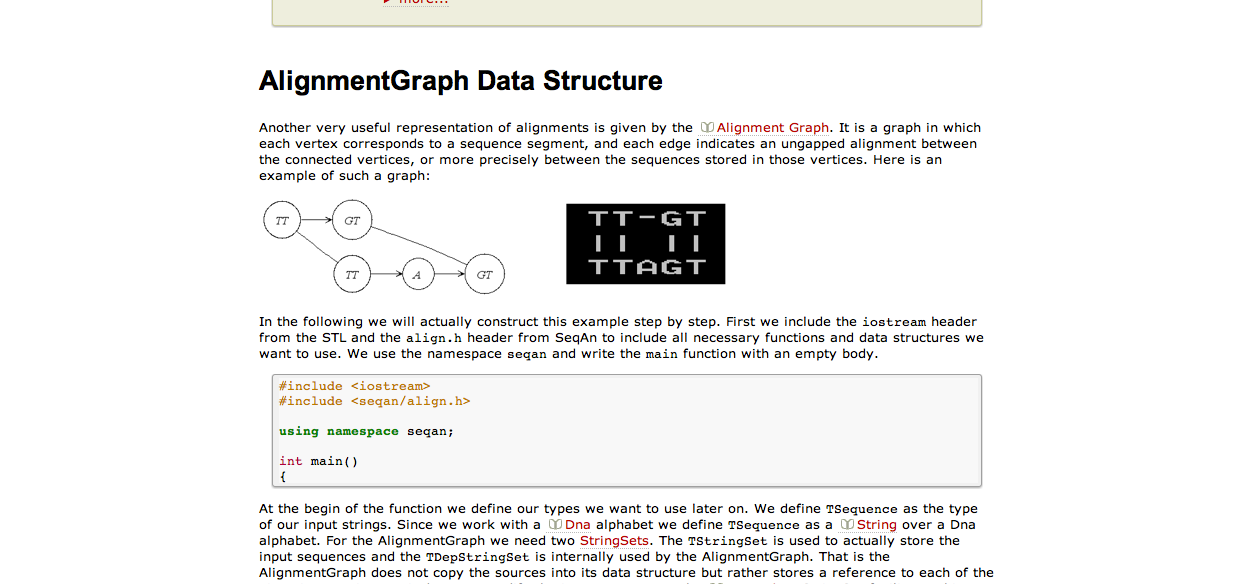 more...
AlignmentGraph Data Structure
Another very useful representation of alignments is given by the Alignment Graph. It is a graph in which
each vertex corresponds to a sequence segment, and each edge indicates an ungapped alignment between
the connected vertices, or more precisely between the sequences stored in those vertices. Here is an
example of such a graph:
TT GT
TT A GT
TT-GT
|| ||
TTAGT
In the following we will actually construct this example step by step. First we include the iostream header
from the STL and the align.h header from SeqAn to include all necessary functions and data structures we
want to use. We use the namespace seqan and write the main function with an empty body.
#include <iostream>
#include <seqan/align.h>
using namespace seqan;
int main()
{
At the begin of the function we define our types we want to use later on. We define TSequence as the type
of our input strings. Since we work with a Dna alphabet we define TSequence as a String over a Dna
alphabet. For the AlignmentGraph we need two StringSets. The TStringSet is used to actually store the
input sequences and the TDepStringSet is internally used by the AlignmentGraph. That is the
AlignmentGraph does not copy the sources into its data structure but rather stores a reference to each of the